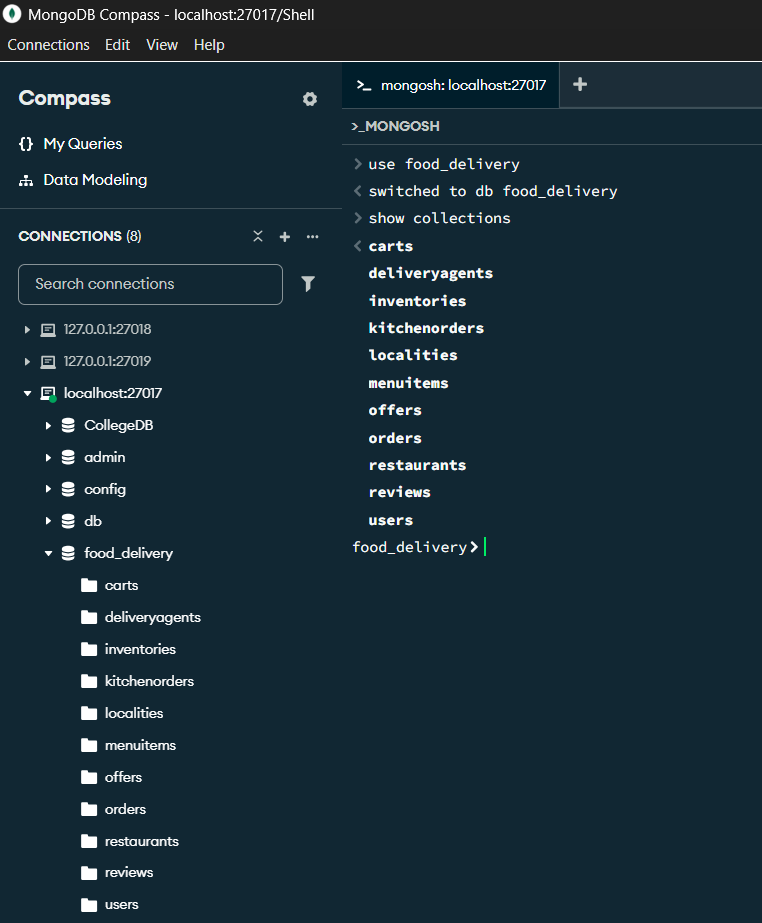 MongoDB Compass - localhost:27017/Shell
Connections Edit View Help
Compass
My Queries
Data Modeling
CONNECTIONS (8)
Search connections
127.0.0.1:27018
127.0.0.1:27019
localhost:27017
CollegeDB
admin
config
db
food_delivery
carts
deliveryagents
inventories
kitchenorders
localities
menuitems
offers
orders
restaurants
reviews
users
>_ mongosh: localhost:27017 +
>_MONGOSH
> use food_delivery
< switched to db food_delivery
> show collections
< carts
deliveryagents
inventories
kitchenorders
localities
menuitems
offers
orders
restaurants
reviews
users
food_delivery>